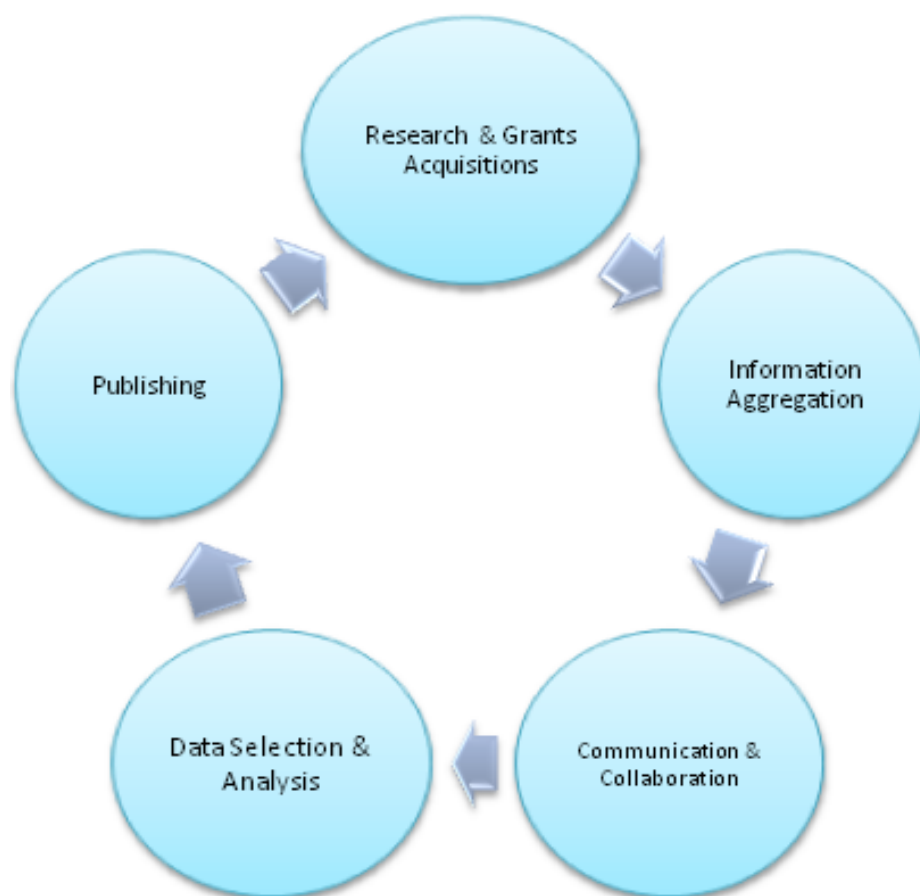 Research & Grants
Acquisitions
Information
Aggregation
Communication &
Collaboration
Data Selection &
Analysis
Publishing